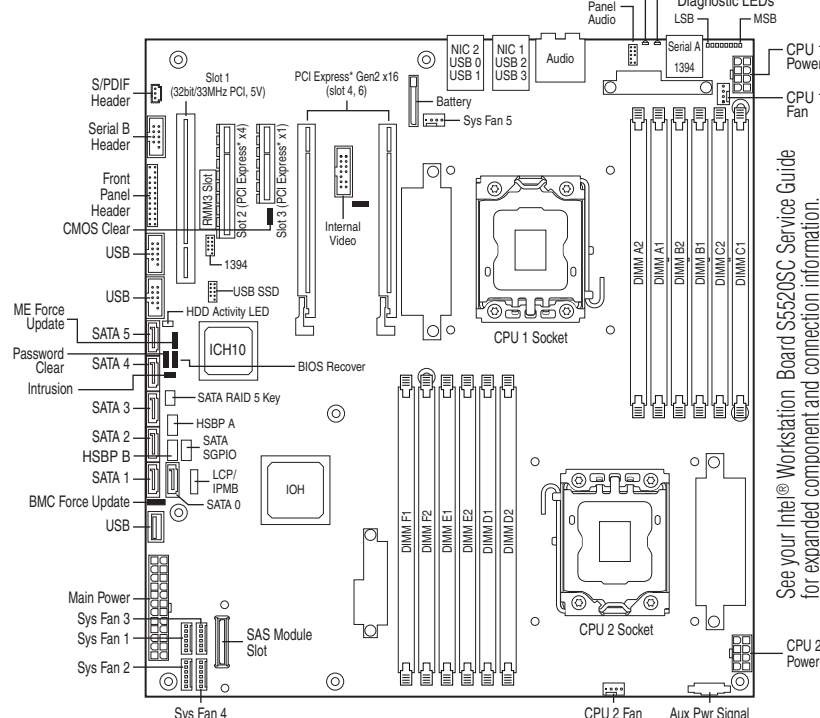 Diagnostic LEDs
Panel
Audio
LSB
MSB
NIC 2
USB 0
USB 1
NIC 1
USB 2
USB 3
Audio
Serial A
1394
CPU 1
Power
CPU 1
Fan
S/PDIF
Header
Serial B
Header
Front
Panel
Header
CMOS Clear
USB
USB
Slot 1
(32bit/33MHz PCI, 5V)
PCI Express* Gen2 x16
(slot 4, 6)
Battery
Sys Fan 5
RMM3 Slot
Slot 2 (PCI Express* x4)
Slot 3 (PCI Express* x1)
Internal
Video
1394
USB SSD
HDD Activity LED
ME Force
Update
SATA 5
Password
Clear
SATA 4
Intrusion
ICH10
BIOS Recover
SATA RAID 5 Key
SATA 3
HSBP A
SATA 2
SATA
SGPIO
HSBP B
SATA 1
LCP/
IPMB
SATA 0
BMC Force Update
USB
IOH
CPU 1 Socket
DIMM A2
DIMM A1
DIMM B2
DIMM B1
DIMM C2
DIMM C1
DIMM F1
DIMM F2
DIMM E1
DIMM E2
DIMM D1
DIMM D2
CPU 2 Socket
Main Power
Sys Fan 3
Sys Fan 1
Sys Fan 2
Sys Fan 4
SAS Module
Slot
CPU 2
Power
CPU 2 Fan
Aux Pwr Signal
See your Intel® Workstation Board S5520SC Service Guide
for expanded component and connection information.